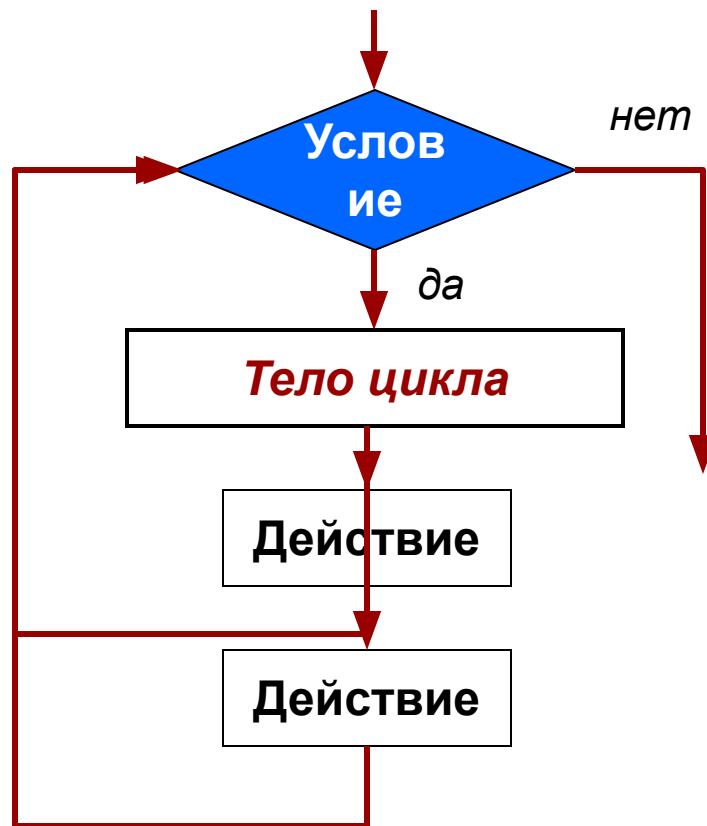 Услов
ие
нет
да
Тело цикла
Действие
Действие